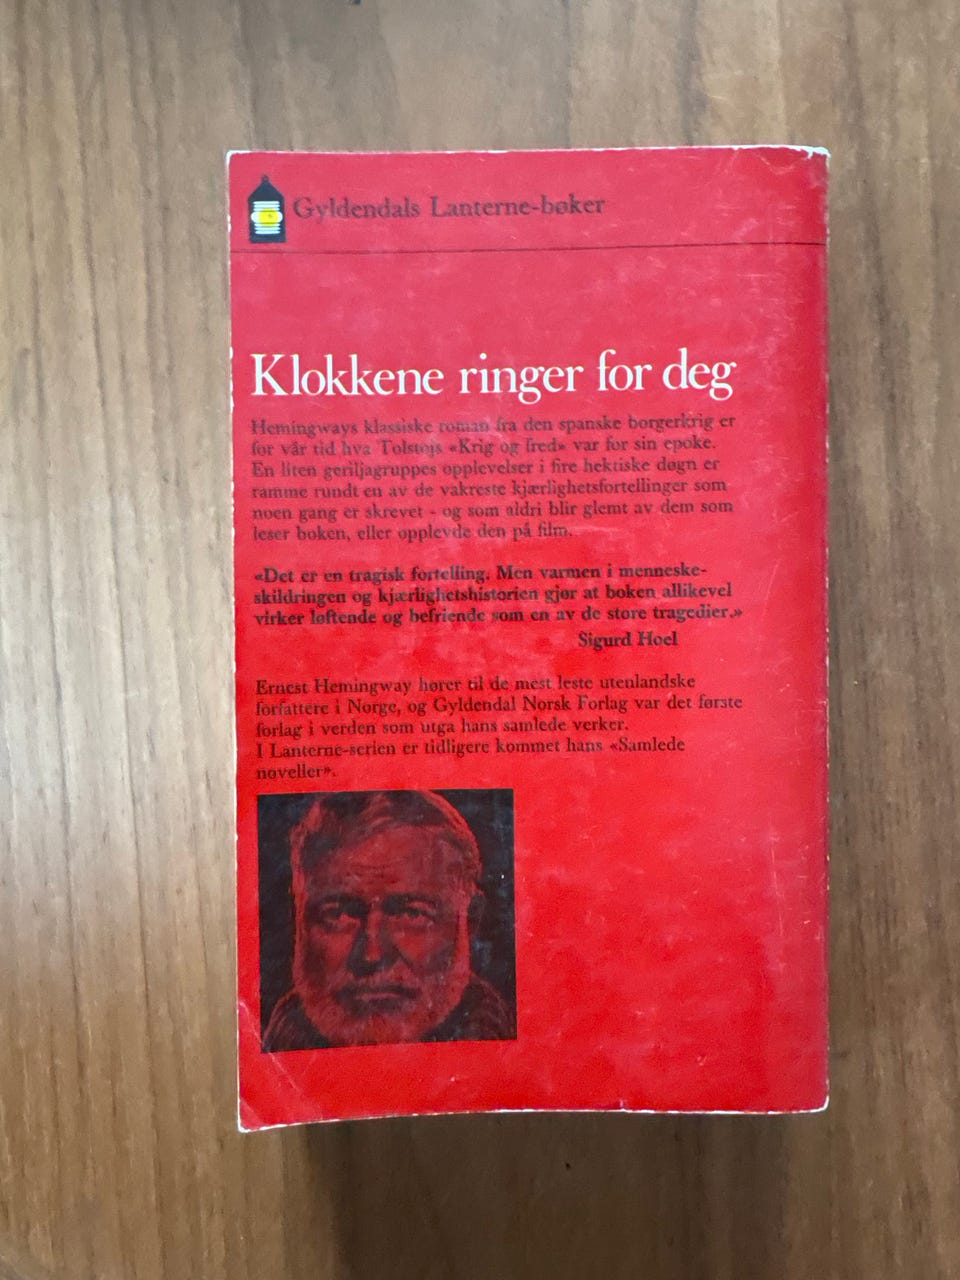 Gyldendals Lanterne-bøker
Klokkene ringer for deg
Hemingways klassiske roman fra den spanske borgerkrig er
for vår tid hva Tolstojs «Krig og fred» var for sin epoke.
En liten geriljagruppes opplevelser i fire hektiske døgn er
ramme rundt en av de vakreste kjærlighetsfortellinger som
noen gang er skrevet - og som aldri blir glemt av dem som
leser boken, eller opplevde den på film.
«Det er en tragisk fortelling. Men varmen i menneske-
skildringen og kjærlighetshistorien gjør at boken allikevel
virker løftende og befriende som en av de store tragedier.»
Sigurd Hoel
Ernest Hemingway hører til de mest leste utenlandske
forfattere i Norge, og Gyldendal Norsk Forlag var det første
forlag i verden som utga hans samlede verker.
I Lanterne-serien er tidligere kommet hans «Samlede
noveller».